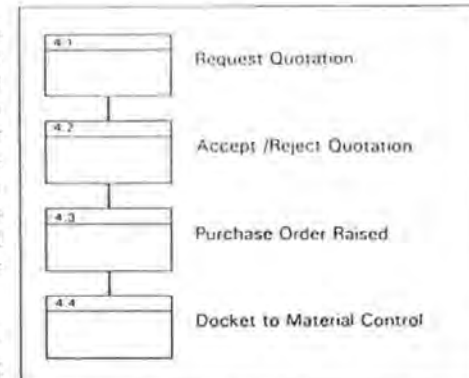 4.1
Request Quotation
4.2
Accept /Reject Quotation
4.3
Purchase Order Raised
4.4
Docket to Material Control